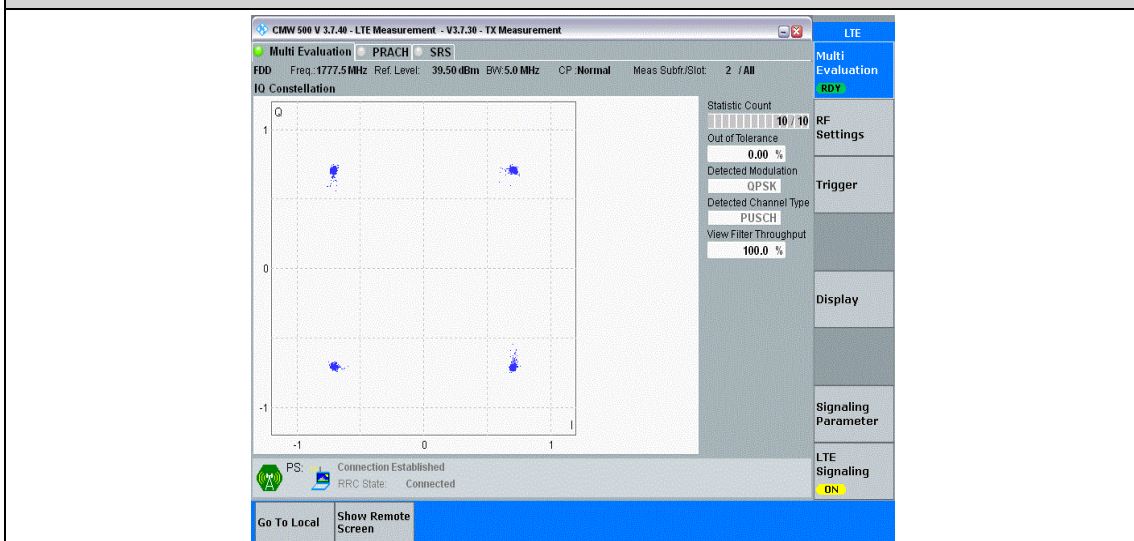 CMW 500 V 3.7.40 - LTE Measurement - V3.7.30 - TX Measurement
LTE
Multi Evaluation PRACH SRS
FDD Freq.:1777.5 MHz Ref. Level: 39.50 dBm BW:5.0 MHz CP :Normal Meas Subfr./Slot: 2 / All
IQ Constellation
Q
1
0
-1
I
-1 0 1
Statistic Count
10 / 10
Out of Tolerance
0.00 %
Detected Modulation
QPSK
Detected Channel Type
PUSCH
View Filter Throughput
100.0 %
Multi
Evaluation
RDY
RF
Settings
Trigger
Display
Signaling
Parameter
LTE
Signaling
ON
PS: Connection Established
RRC State: Connected
Go To Local
Show Remote
Screen